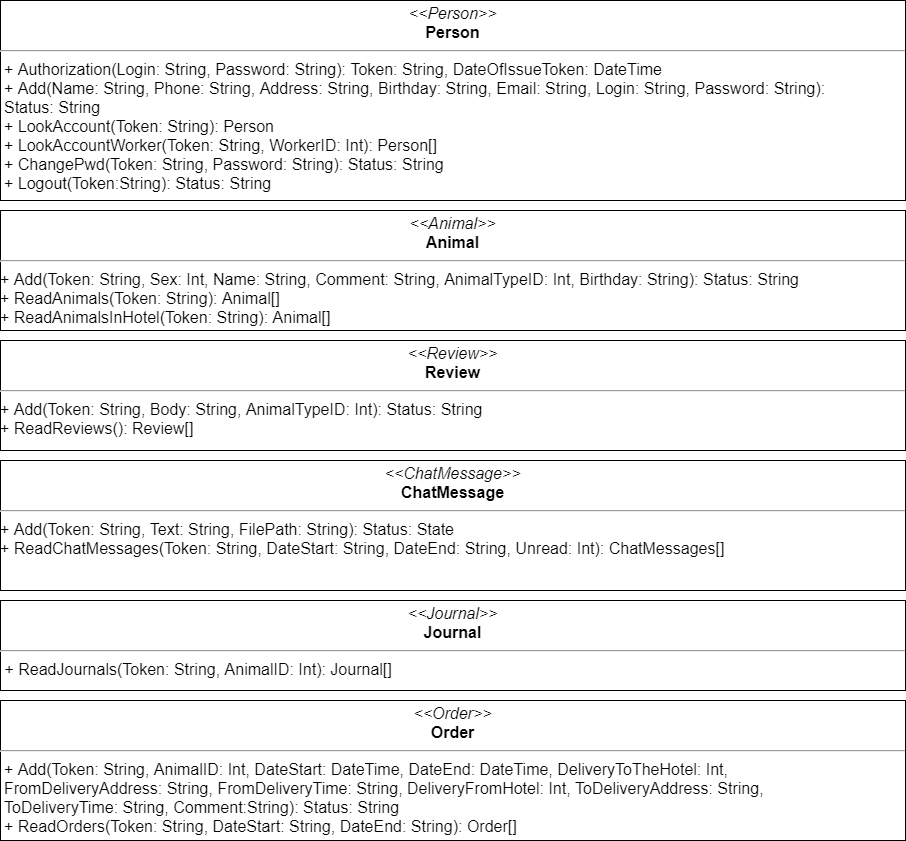 <<Person>>
Person
+ Authorization(Login: String, Password: String): Token: String, DateOfIssueToken: DateTime
+ Add(Name: String, Phone: String, Address: String, Birthday: String, Email: String, Login: String, Password: String):
Status: String
+ LookAccount(Token: String): Person
+ LookAccountWorker(Token: String, WorkerID: Int): Person[]
+ ChangePwd(Token: String, Password: String): Status: String
+ Logout(Token:String): Status: String
<<Animal>>
Animal
+ Add(Token: String, Sex: Int, Name: String, Comment: String, AnimalTypeID: Int, Birthday: String): Status: String
+ ReadAnimals(Token: String): Animal[]
+ ReadAnimalsInHotel(Token: String): Animal[]
<<Review>>
Review
+ Add(Token: String, Body: String, AnimalTypeID: Int): Status: String
+ ReadReviews(): Review[]
<<ChatMessage>>
ChatMessage
+ Add(Token: String, Text: String, FilePath: String): Status: State
+ ReadChatMessages(Token: String, DateStart: String, DateEnd: String, Unread: Int): ChatMessages[]
<<Journal>>
Journal
+ ReadJournals(Token: String, AnimalID: Int): Journal[]
<<Order>>
Order
+ Add(Token: String, AnimalID: Int, DateStart: DateTime, DateEnd: DateTime, DeliveryToTheHotel: Int,
FromDeliveryAddress: String, FromDeliveryTime: String, DeliveryFromHotel: Int, ToDeliveryAddress: String,
ToDeliveryTime: String, Comment:String): Status: String
+ ReadOrders(Token: String, DateStart: String, DateEnd: String): Order[]